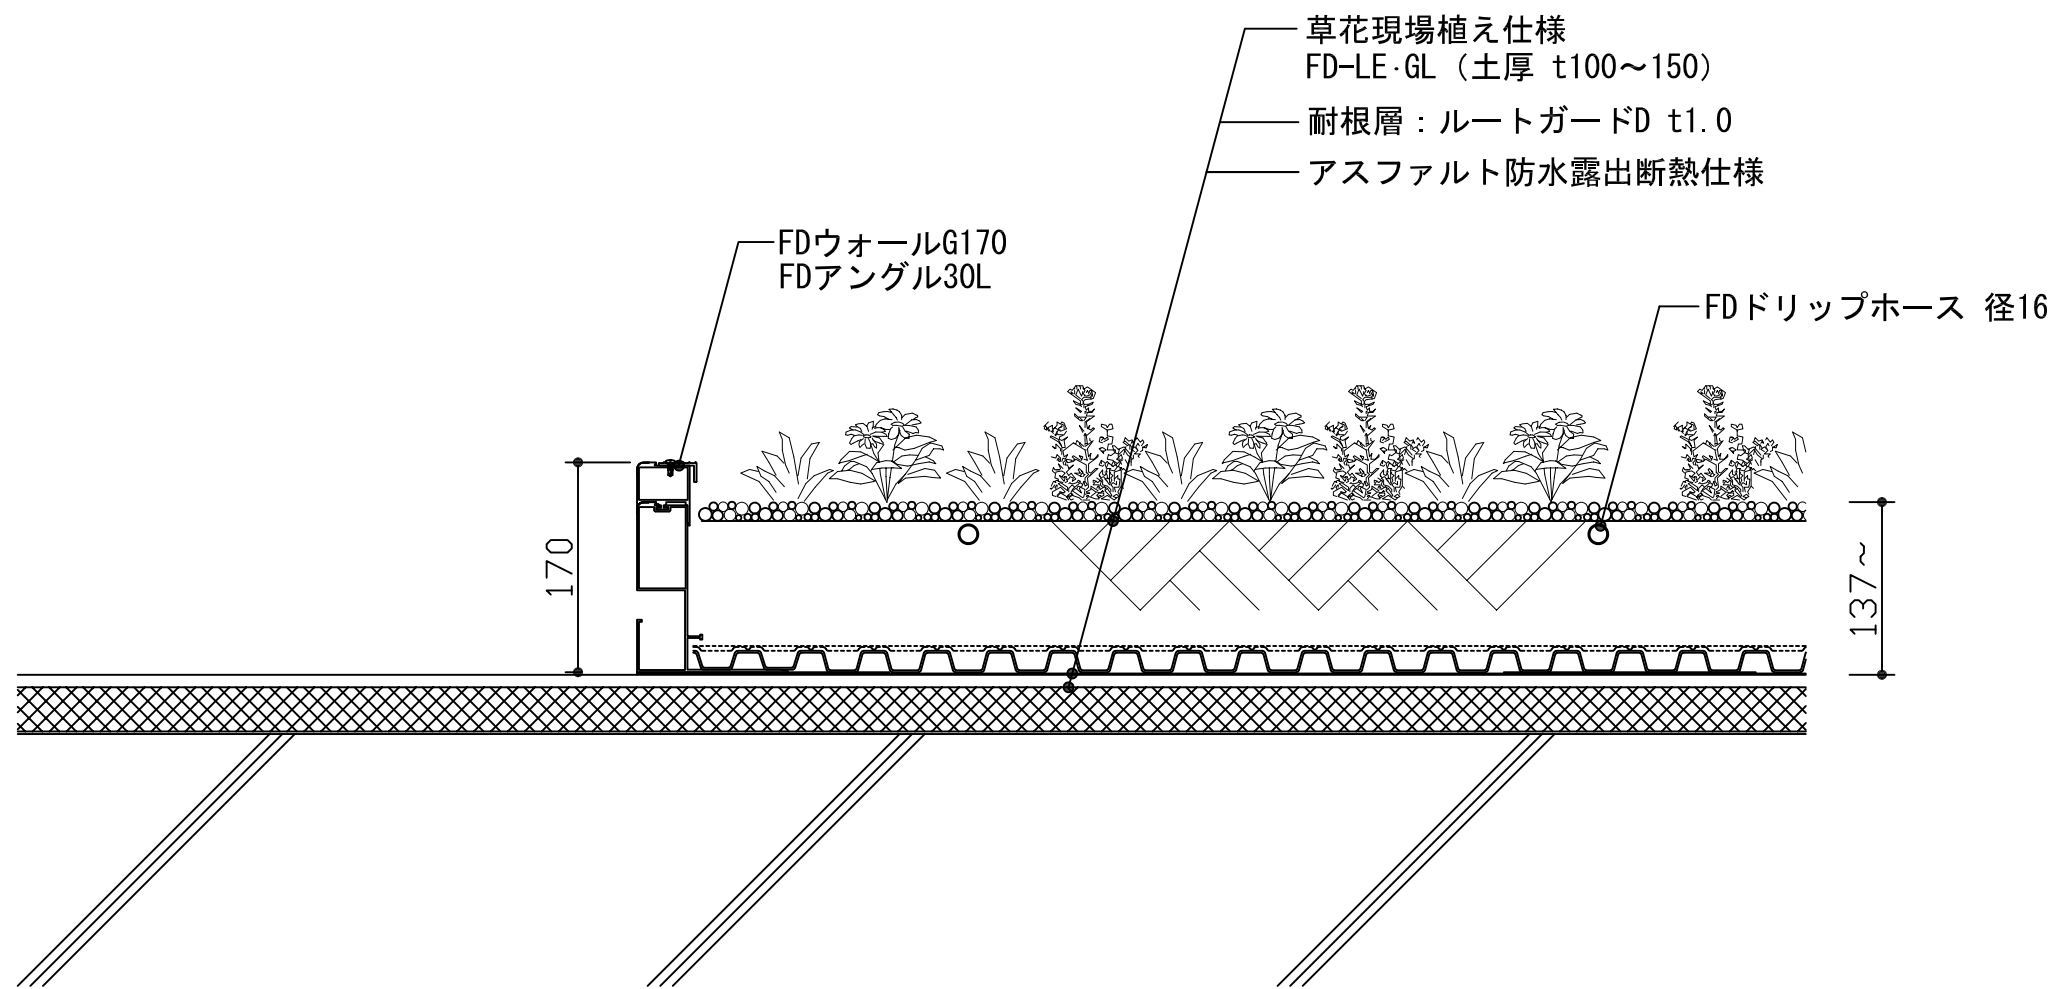 草花現場植え仕様
FD-LE・GL（土厚 t100～150）
耐根層：ルートガードD t1.0
アスファルト防水露出断熱仕様
FDウォールG170
FDアングル30L
FDドリップホース 径16
170
137～